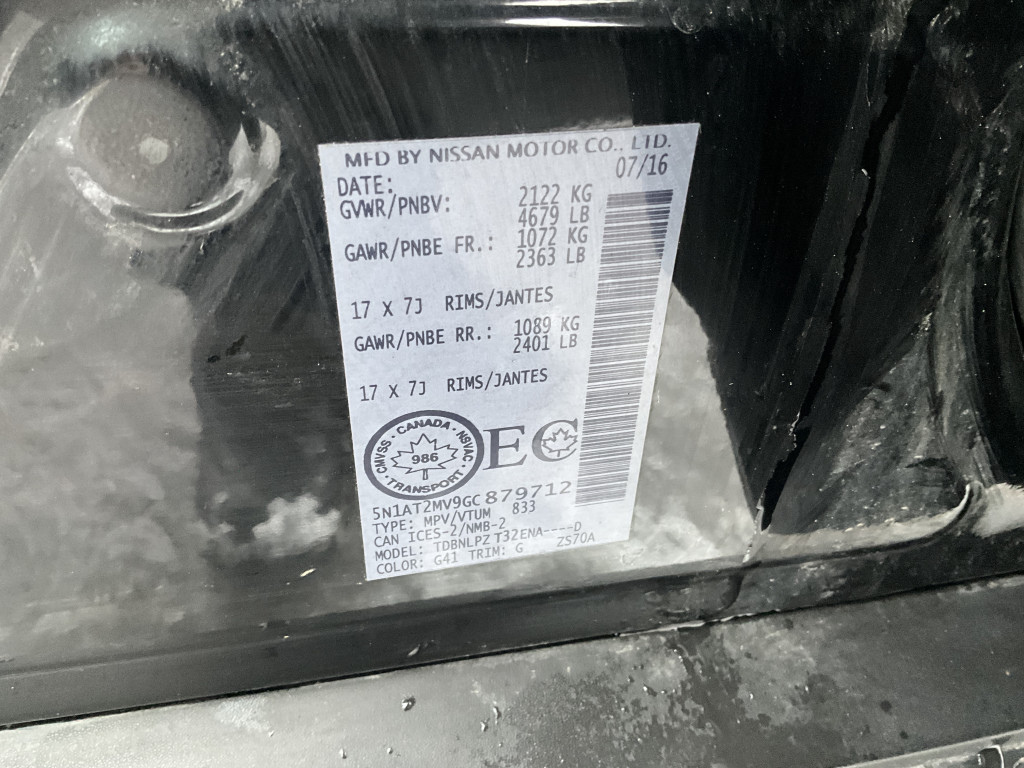 MFD BY NISSAN MOTOR CO., LTD.
DATE: 07/16
GVWR/PNBV: 2122 KG
4679 LB
GAWR/PNBE FR.: 1072 KG
2363 LB
17 X 7J RIMS/JANTES
GAWR/PNBE RR.: 1089 KG
2401 LB
17 X 7J RIMS/JANTES
CMVSS · CANADA · NSVAC · TRANSPORT ·
986
EC
5N1AT2MV9GC879712
TYPE: MPV/VTUM 833
CAN ICES-2/NMB-2
MODEL: TDBNLPZ T32ENA----D
COLOR: G41 TRIM: G ZS70A